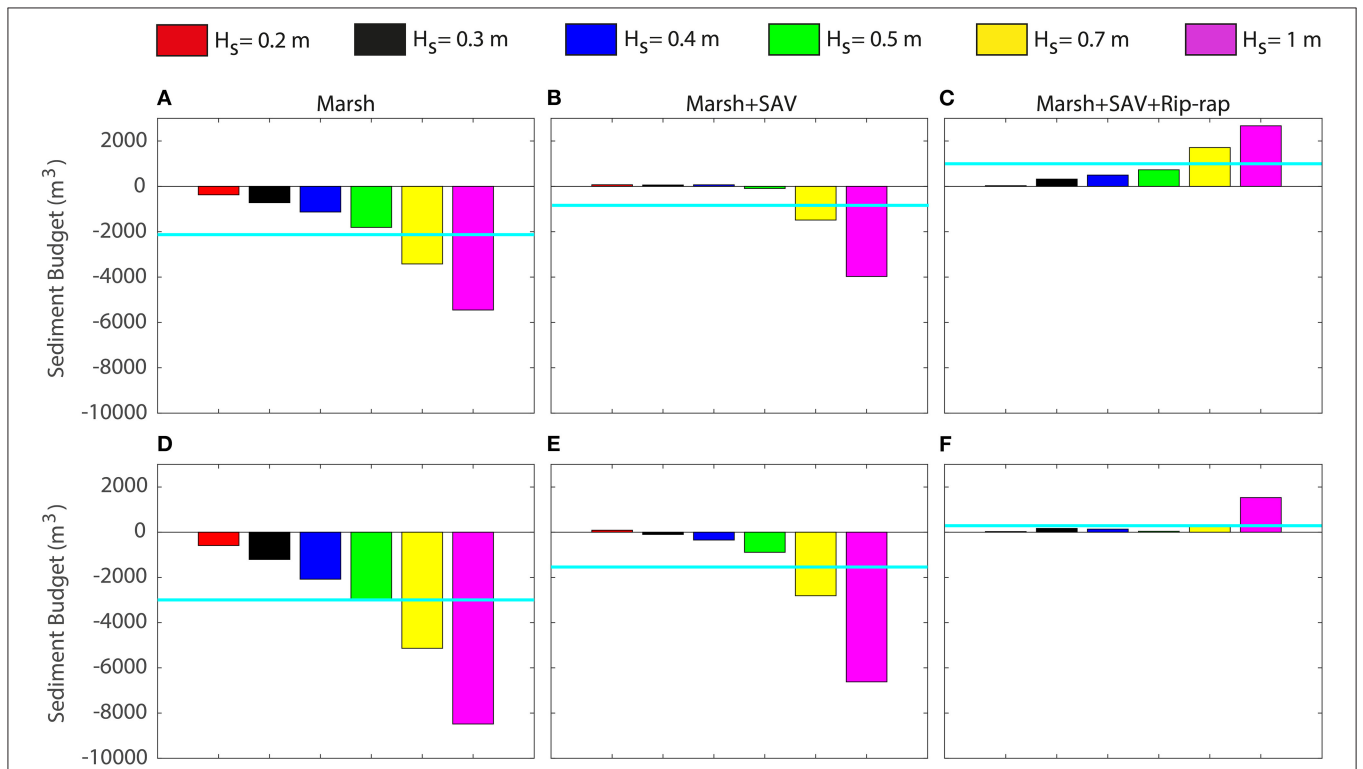 Hs= 0.2 m Hs= 0.3 m Hs= 0.4 m Hs= 0.5 m Hs= 0.7 m Hs= 1 m
A B C
Marsh Marsh+SAV Marsh+SAV+Rip-rap
2000
0
-2000
-4000
-6000
-8000
-10000
Sediment Budget (m³)
D E F
2000
0
-2000
-4000
-6000
-8000
-10000
Sediment Budget (m³)